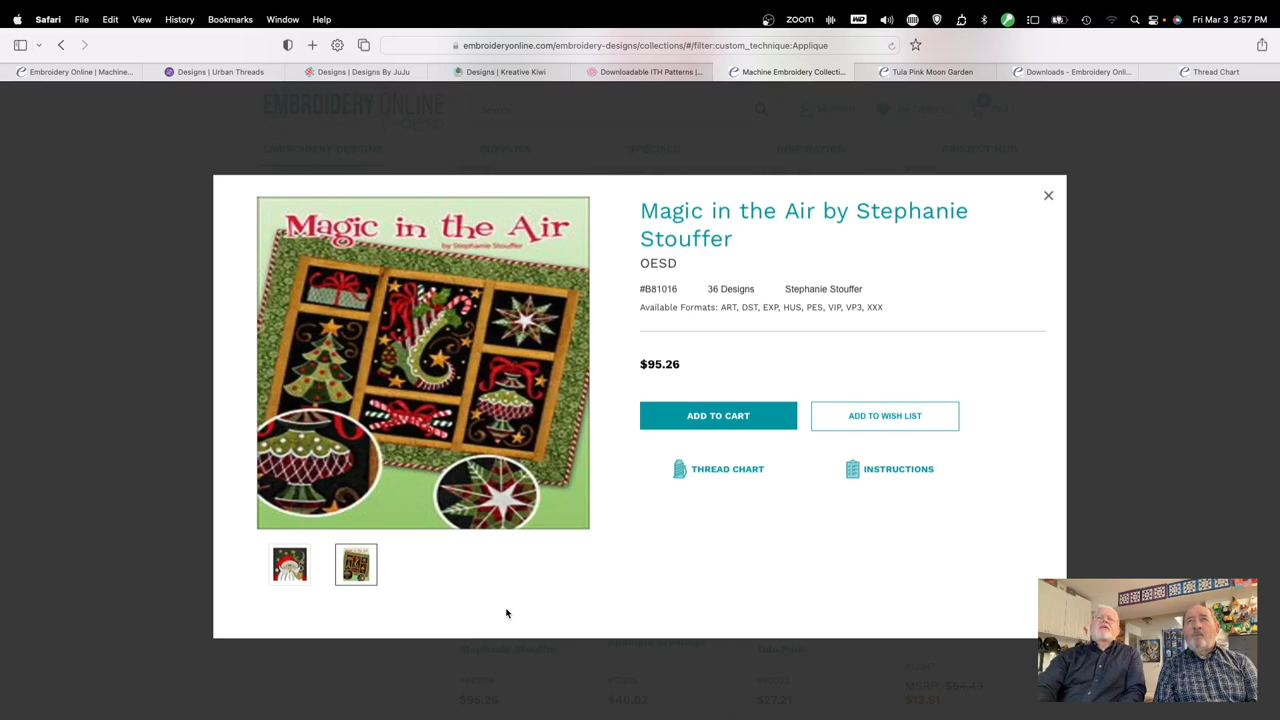 Safari File Edit View History Bookmarks Window Help zoom WD Fri Mar 3 2:57 PM
embroideryonline.com/embroidery-designs/collections/#/filter:custom_technique:Applique
Embroidery Online | Machine... Designs | Urban Threads Designs | Designs By JuJu Designs | Kreative Kiwi Downloadable ITH Patterns |... Machine Embroidery Collecti... Tula Pink Moon Garden Downloads - Embroidery Onli... Thread Chart
EMBROIDERY ONLINE
Search
EMBROIDERY DESIGNS SUPPLIES SPECIALS INSPIRATION PROJECT HUB
Magic in the Air
by Stephanie Stouffer
Magic in the Air by Stephanie
Stouffer
OESD
#B81016 36 Designs Stephanie Stouffer
Available Formats: ART, DST, EXP, HUS, PES, VIP, VP3, XXX
$95.26
ADD TO CART ADD TO WISH LIST
THREAD CHART INSTRUCTIONS
Stephanie Stouffer Tula Pink
$95.26 $40.82 $27.21 $13.61